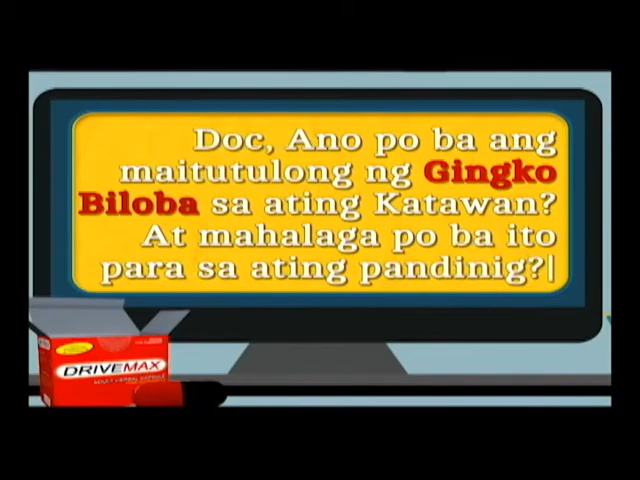 Doc, Ano po ba ang
maitutulong ng Gingko
Biloba sa ating Katawan?
At mahalaga po ba ito
para sa ating pandinig?|
DRIVEMAX